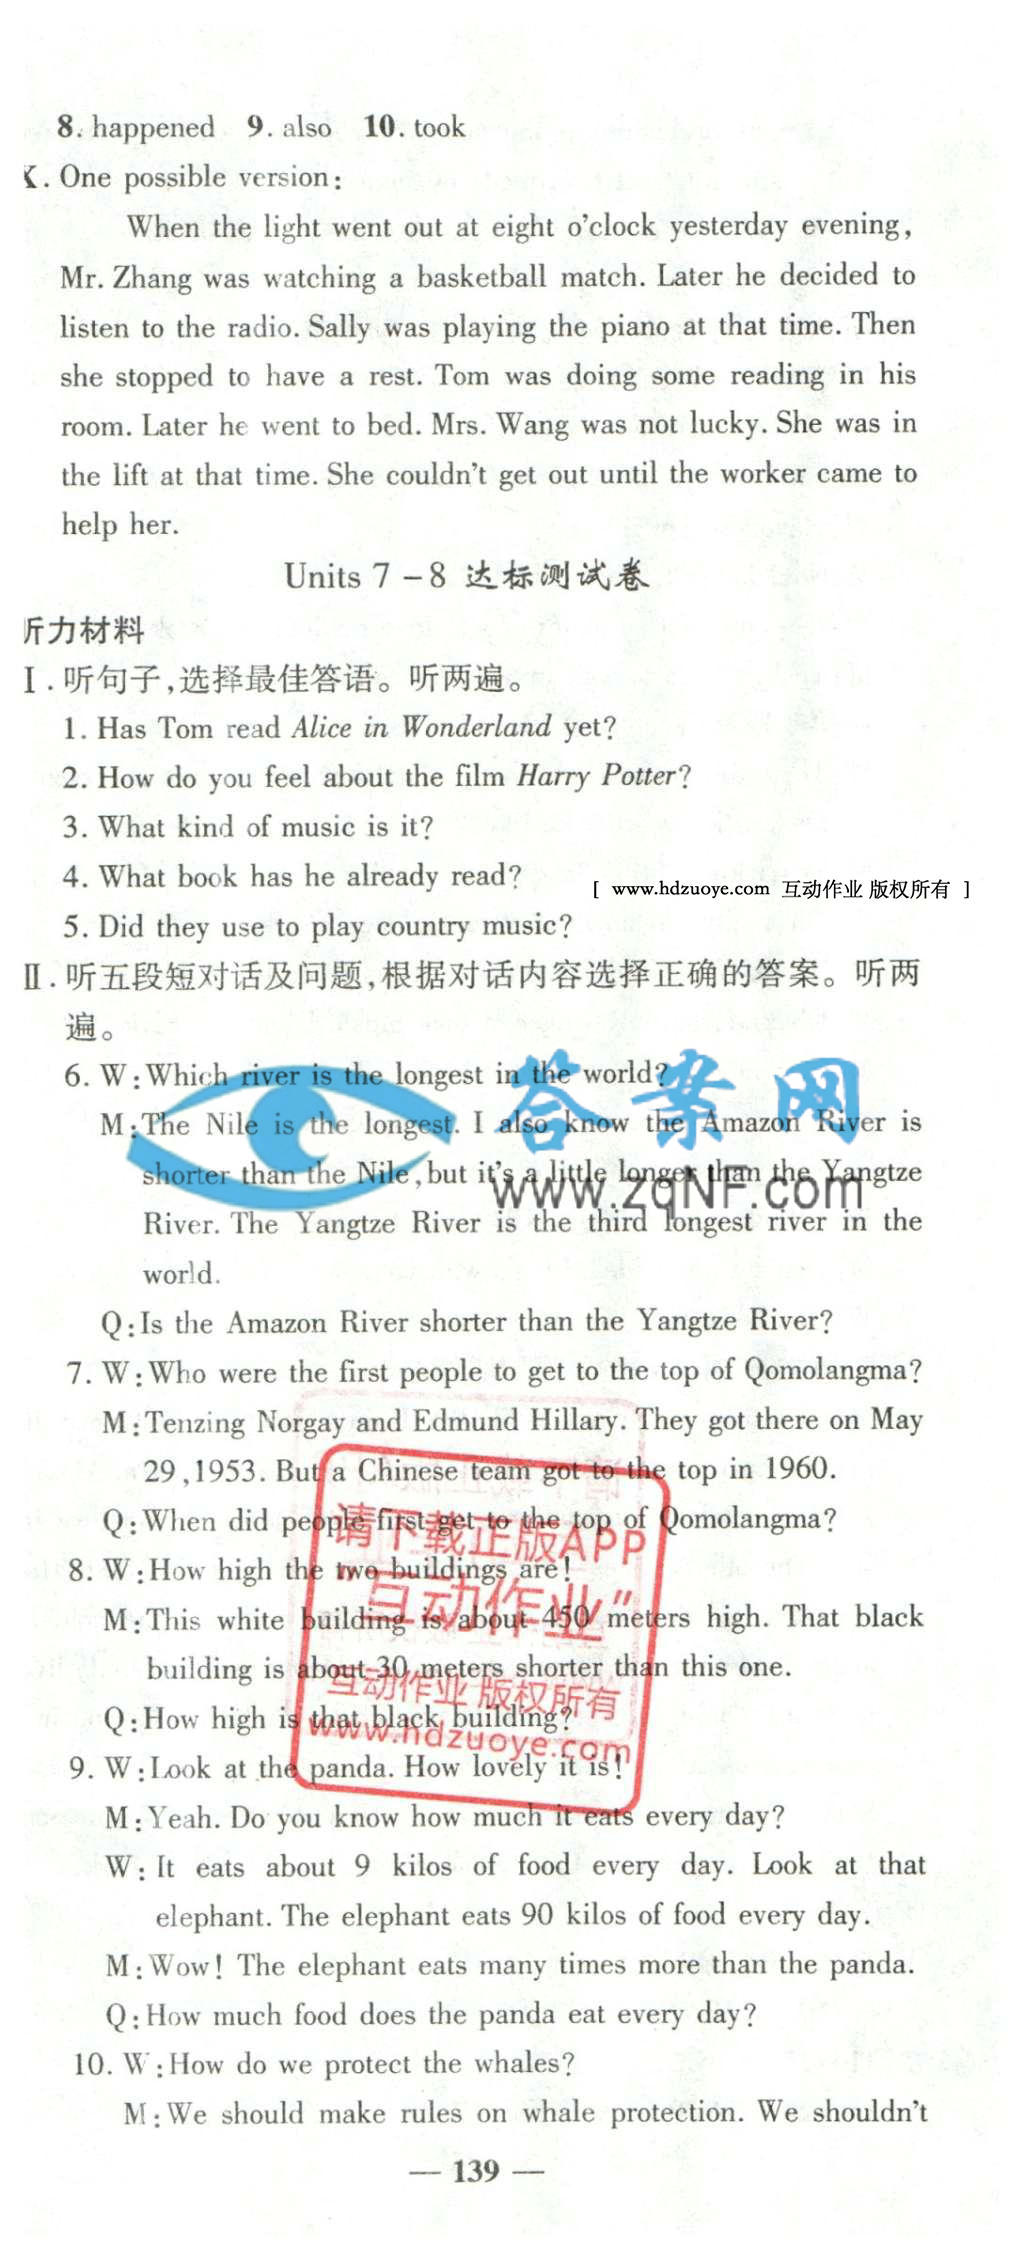 8. happened 9. also 10. took
X. One possible version:
When the light went out at eight o'clock yesterday evening,
Mr. Zhang was watching a basketball match. Later he decided to
listen to the radio. Sally was playing the piano at that time. Then
she stopped to have a rest. Tom was doing some reading in his
room. Later he went to bed. Mrs. Wang was not lucky. She was in
the lift at that time. She couldn't get out until the worker came to
help her.
Units 7-8 达标测试卷
听力材料
Ⅰ. 听句子,选择最佳答语。听两遍。
1. Has Tom read Alice in Wonderland yet?
2. How do you feel about the film Harry Potter?
3. What kind of music is it?
4. What book has he already read?
[ www.hdzuoye.com 互动作业 版权所有 ]
5. Did they use to play country music?
Ⅱ. 听五段短对话及问题,根据对话内容选择正确的答案。听两
遍。
6. W: Which river is the longest in the world?
M: The Nile is the longest. I also know the Amazon River is
shorter than the Nile, but it's a little longer than the Yangtze
River. The Yangtze River is the third longest river in the
world.
答案网
www.zqNF.com
Q: Is the Amazon River shorter than the Yangtze River?
7. W: Who were the first people to get to the top of Qomolangma?
M: Tenzing Norgay and Edmund Hillary. They got there on May
29,1953. But a Chinese team got to the top in 1960.
Q: When did people first get to the top of Qomolangma?
8. W: How high the two buildings are!
M: This white building is about 450 meters high. That black
building is about 30 meters shorter than this one.
Q: How high is that black building?
请下载正版APP
"互动作业"
互动作业 版权所有
www.hdzuoye.com
9. W: Look at the panda. How lovely it is!
M: Yeah. Do you know how much it eats every day?
W: It eats about 9 kilos of food every day. Look at that
elephant. The elephant eats 90 kilos of food every day.
M: Wow! The elephant eats many times more than the panda.
Q: How much food does the panda eat every day?
10. W: How do we protect the whales?
M: We should make rules on whale protection. We shouldn't
— 139 —